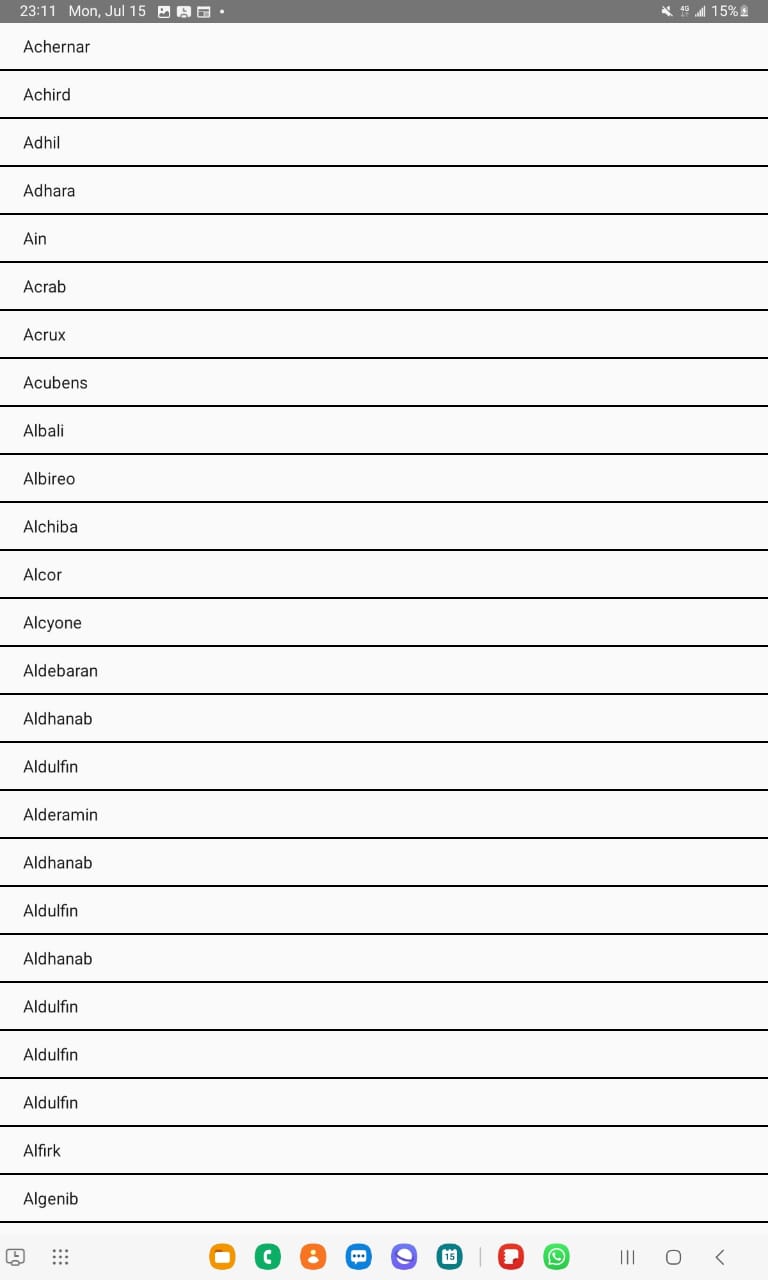 23:11 Mon, Jul 15 4G 15%
Achernar
Achird
Adhil
Adhara
Ain
Acrab
Acrux
Acubens
Albali
Albireo
Alchiba
Alcor
Alcyone
Aldebaran
Aldhanab
Aldulfin
Alderamin
Aldhanab
Aldulfin
Aldhanab
Aldulfin
Aldulfin
Aldulfin
Alfirk
Algenib
15